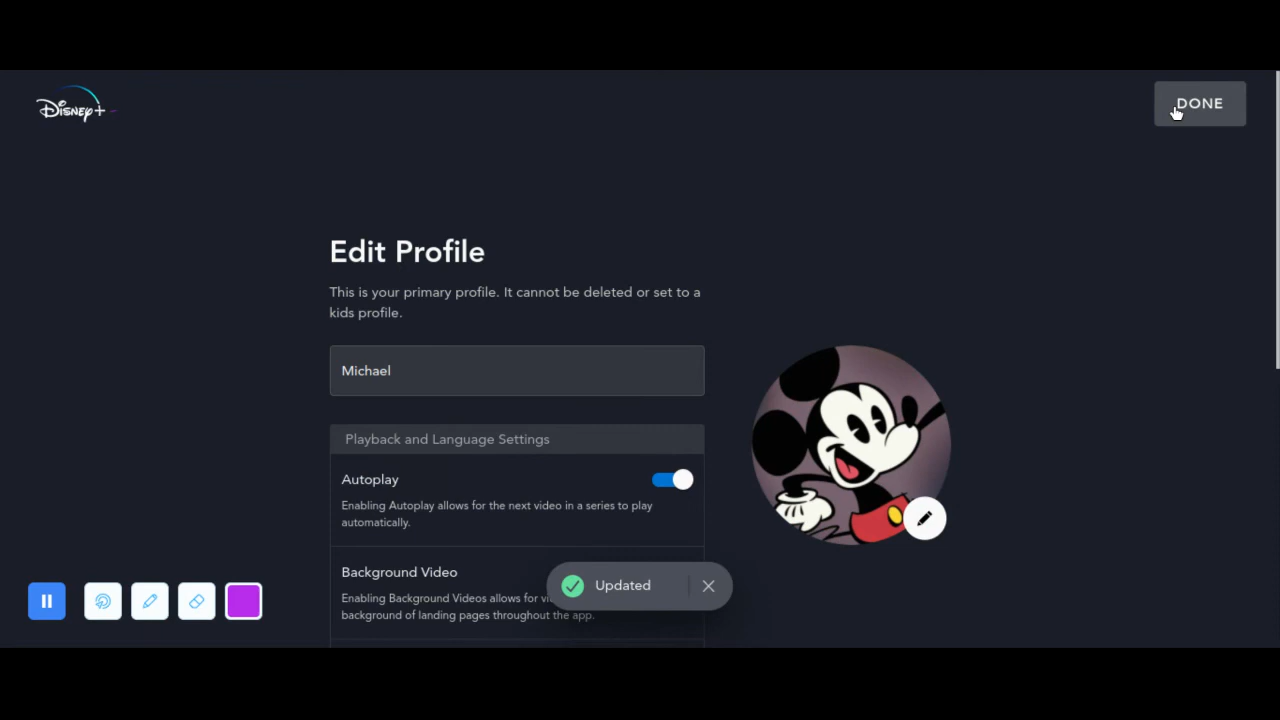 Disney+
DONE
Edit Profile
This is your primary profile. It cannot be deleted or set to a
kids profile.
Michael
Playback and Language Settings
Autoplay
Enabling Autoplay allows for the next video in a series to play
automatically.
Background Video
Enabling Background Videos allows for
background of landing pages throughout the app.
Updated